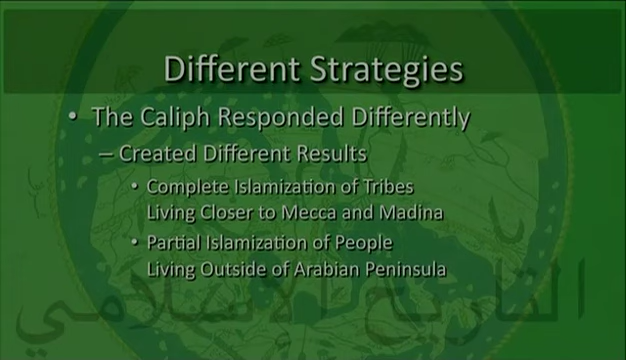 Different Strategies
• The Caliph Responded Differently
– Created Different Results
• Complete Islamization of Tribes
Living Closer to Mecca and Madina
• Partial Islamization of People
Living Outside of Arabian Peninsula
التاريخ الاسلامي